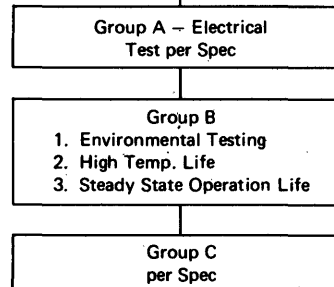 Group A – Electrical
Test per Spec
Group B
1. Environmental Testing
2. High Temp. Life
3. Steady State Operation Life
Group C
per Spec